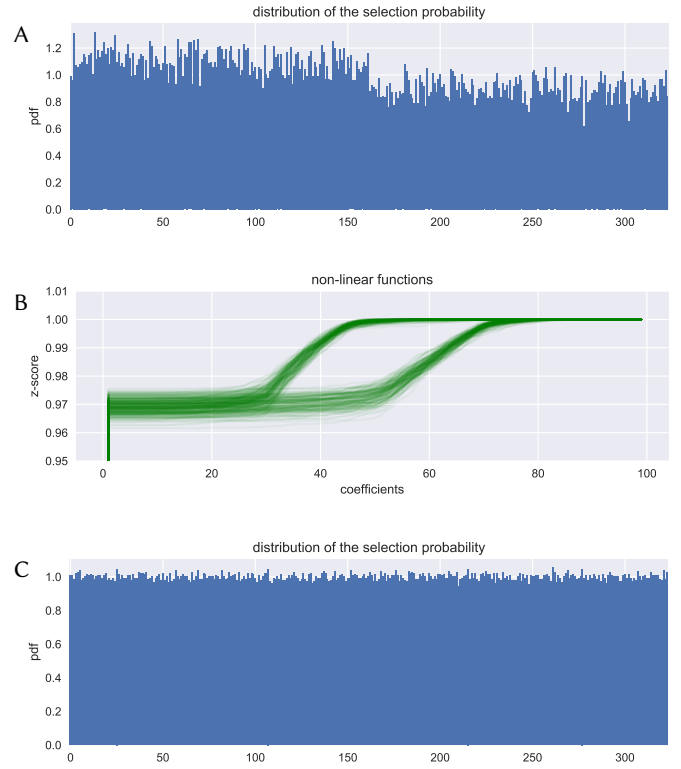 A
distribution of the selection probability
pdf
1.2
1.0
0.8
0.6
0.4
0.2
0.0
0 50 100 150 200 250 300
B
non-linear functions
z-score
1.01
1.00
0.99
0.98
0.97
0.96
0.95
0 20 40 60 80 100
coefficients
C
distribution of the selection probability
pdf
1.0
0.8
0.6
0.4
0.2
0.0
0 50 100 150 200 250 300